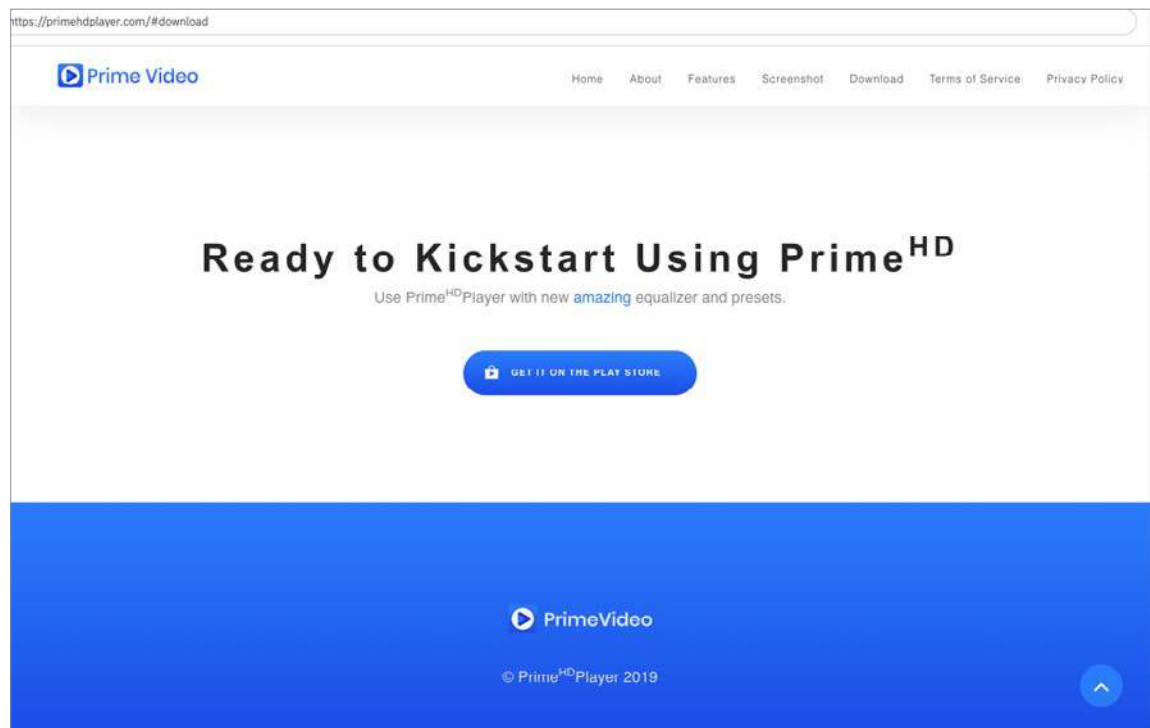 ttps://primehdplayer.com/#download
Prime Video
Home About Features Screenshot Download Terms of Service Privacy Policy
Ready to Kickstart Using PrimeHD
Use PrimeHDPlayer with new amazing equalizer and presets.
GET IT ON THE PLAY STORE
PrimeVideo
© PrimeHDPlayer 2019